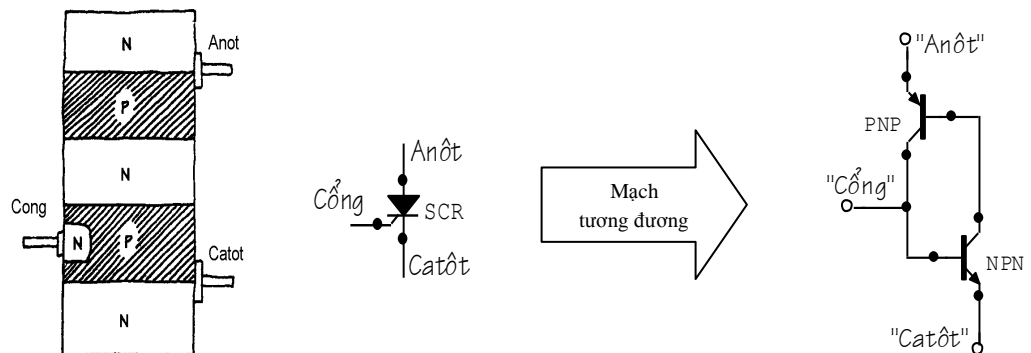 N
Anot
P
N
Cong
N
P
Catot
N
Anôt
Cổng
SCR
Catôt
Mạch
tương đương
"Anôt"
PNP
"Cổng"
NPN
"Catôt"